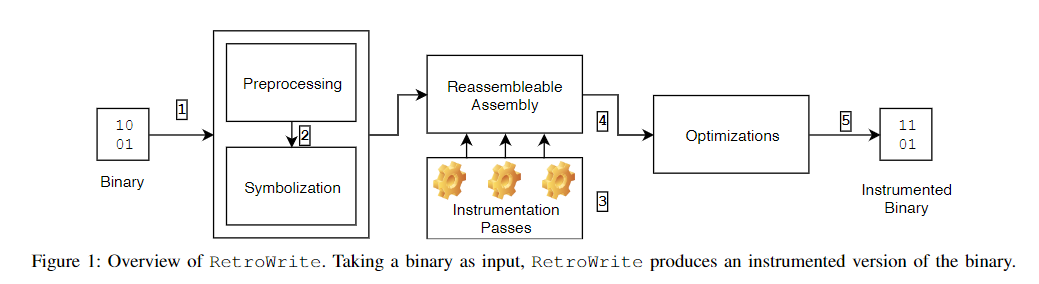 Preprocessing
Reassembleable
Assembly
1
10
01
2
4
Optimizations
5
11
01
Binary
Symbolization
Instrumentation
Passes
3
Instrumented
Binary
Figure 1: Overview of RetroWrite. Taking a binary as input, RetroWrite produces an instrumented version of the binary.